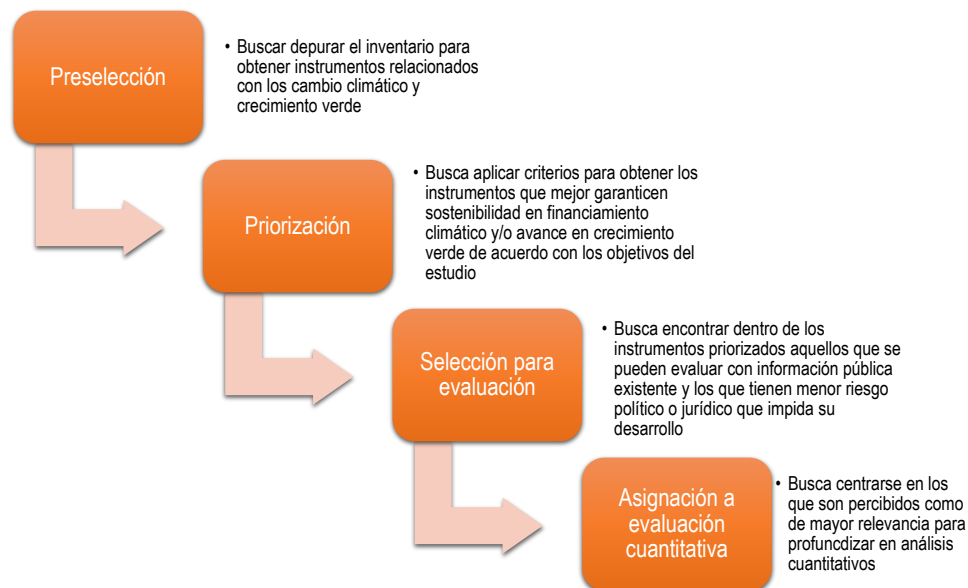 Preselección
• Buscar depurar el inventario para
obtener instrumentos relacionados
con los cambio climático y
crecimiento verde
Priorización
• Busca aplicar criterios para obtener los
instrumentos que mejor garanticen
sostenibilidad en financiamiento
climático y/o avance en crecimiento
verde de acuerdo con los objetivos del
estudio
Selección para
evaluación
• Busca encontrar dentro de los
instrumentos priorizados aquellos que se
pueden evaluar con información pública
existente y los que tienen menor riesgo
político o jurídico que impida su
desarrollo
Asignación a
evaluación
cuantitativa
• Busca centrarse en los
que son percibidos como
de mayor relevancia para
profuncdizar en análisis
cuantitativos